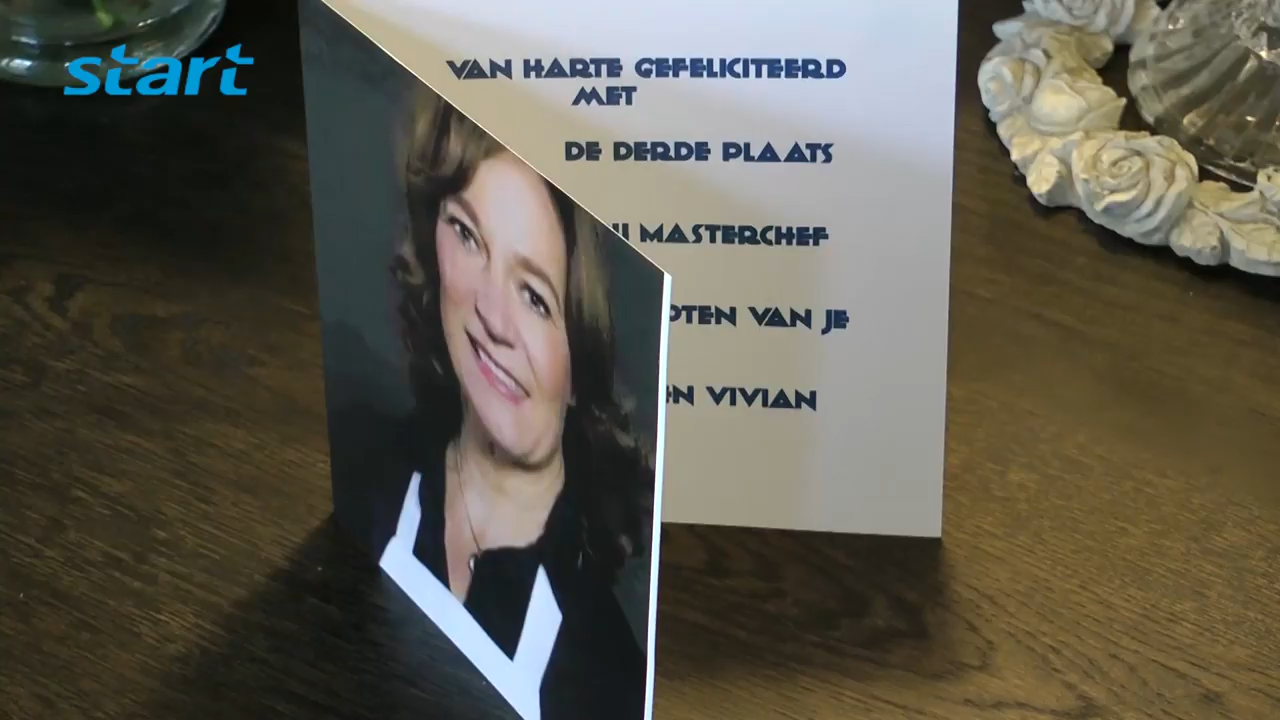 start
VAN HARTE GEFELICITEERD
MET
DE DERDE PLAATS
MASTERCHEF
VAN JE
VIVIAN